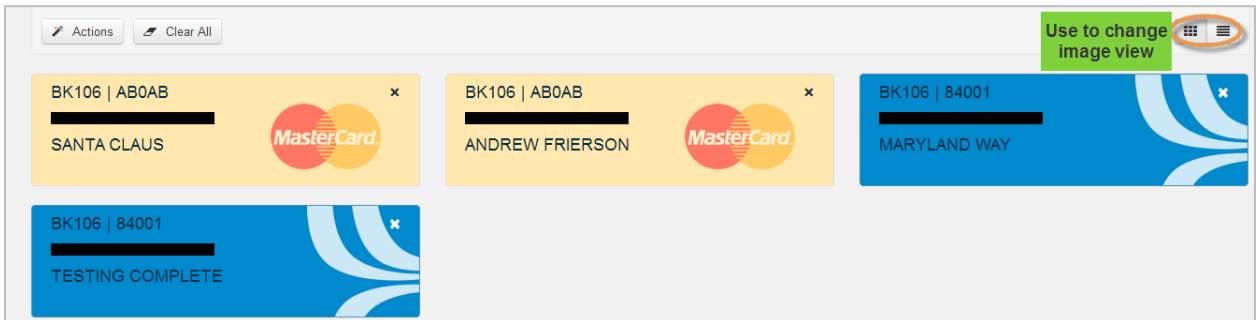 Actions
Clear All
Use to change
image view
BK106 | AB0AB
SANTA CLAUS
MasterCard
BK106 | AB0AB
ANDREW FRIERSON
MasterCard
BK106 | 84001
MARYLAND WAY
BK106 | 84001
TESTING COMPLETE